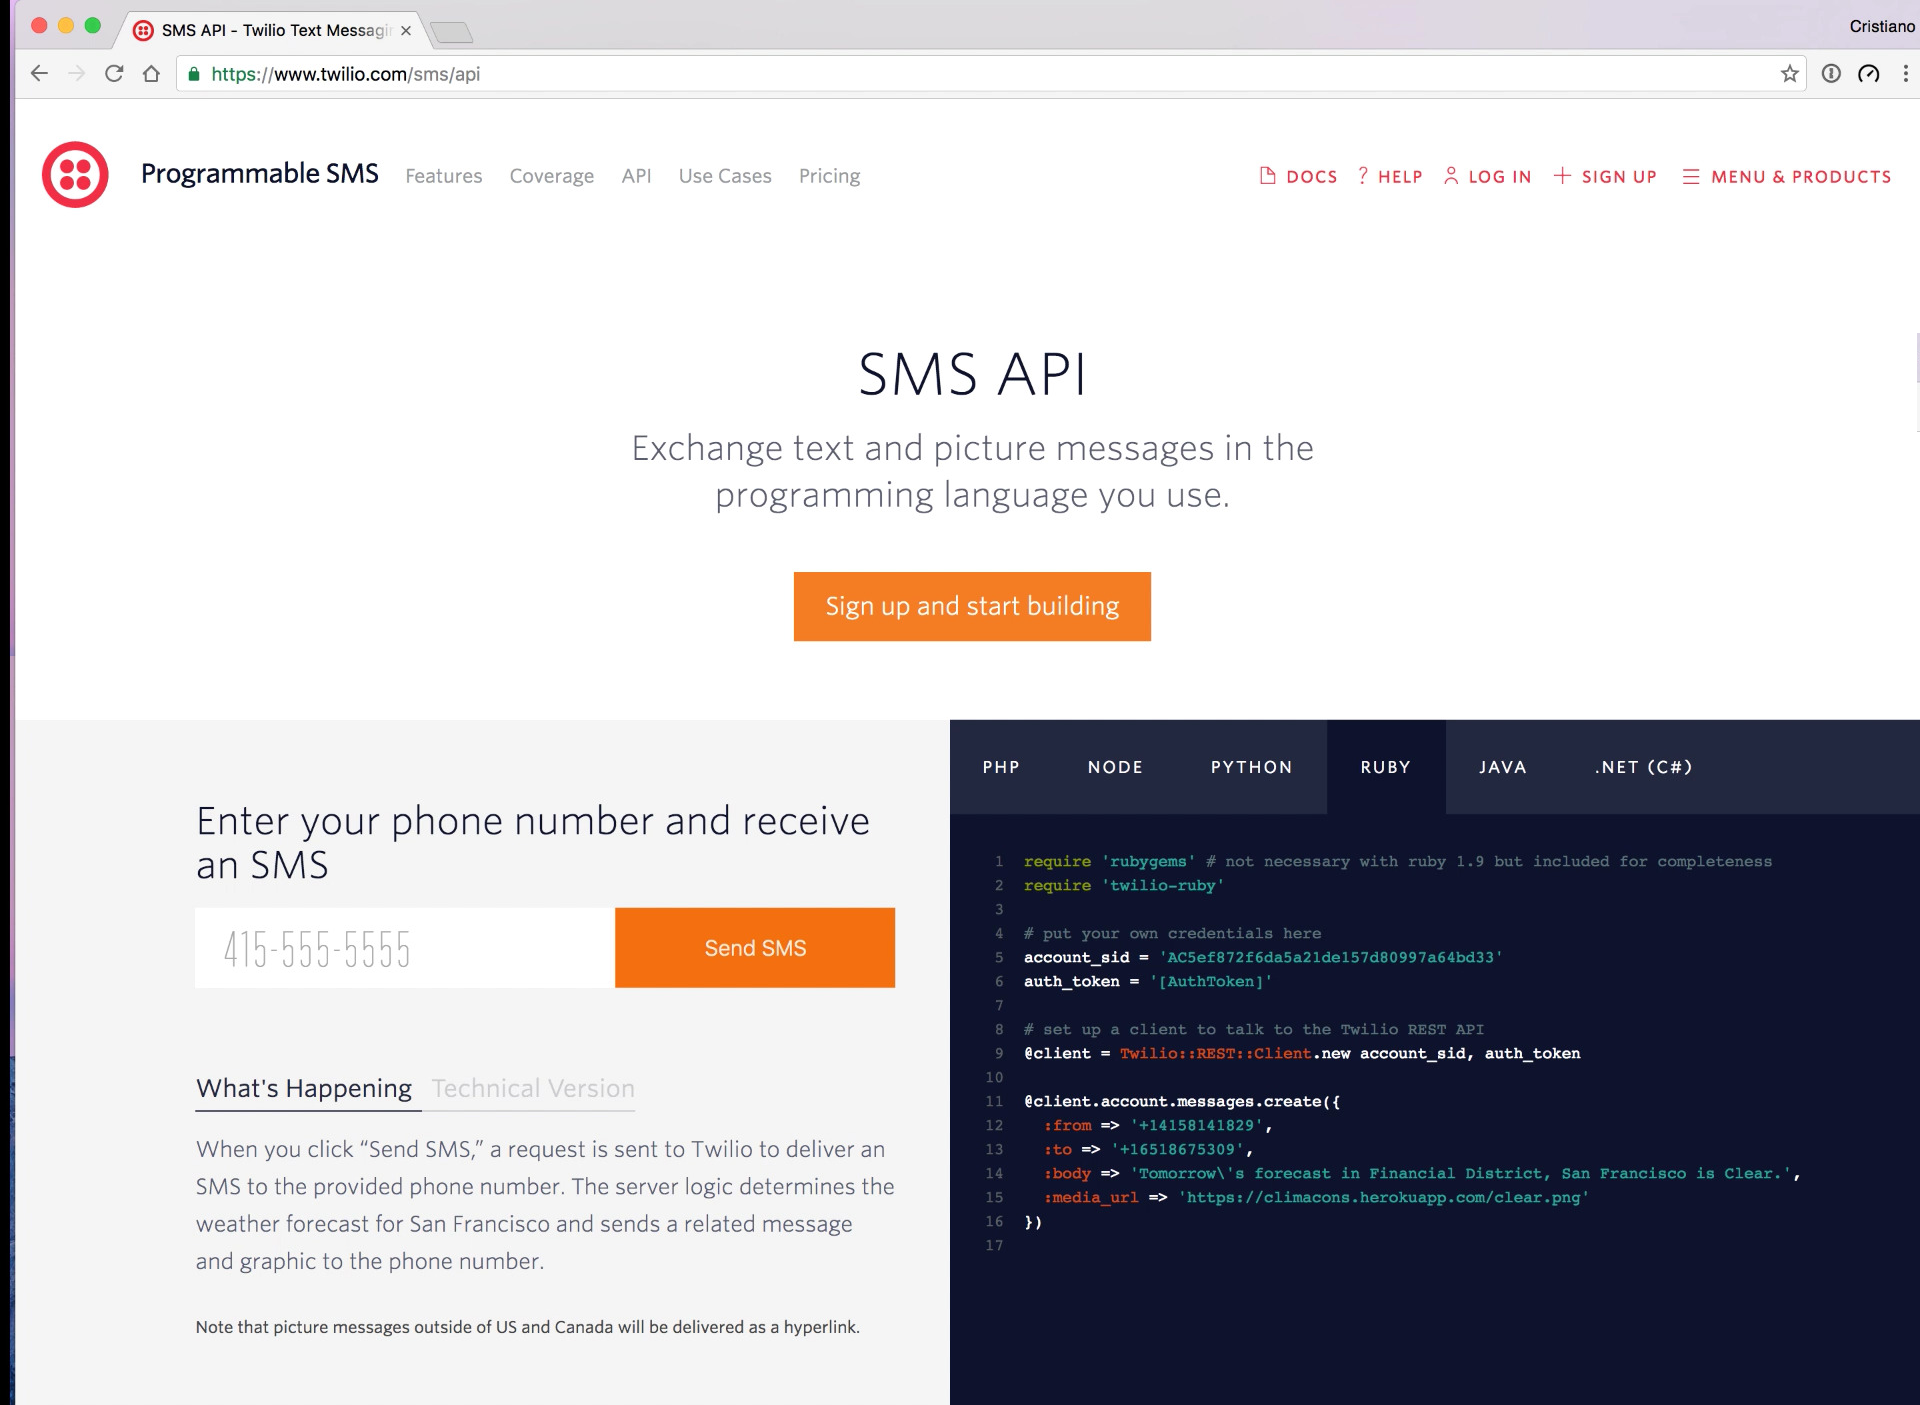 SMS API - Twilio Text Messagin
Cristiano
https://www.twilio.com/sms/api
Programmable SMS Features Coverage API Use Cases Pricing
DOCS ? HELP LOG IN SIGN UP MENU & PRODUCTS
SMS API
Exchange text and picture messages in the
programming language you use.
Sign up and start building
Enter your phone number and receive
an SMS
415-555-5555
Send SMS
What's Happening Technical Version
When you click “Send SMS,” a request is sent to Twilio to deliver an
SMS to the provided phone number. The server logic determines the
weather forecast for San Francisco and sends a related message
and graphic to the phone number.
Note that picture messages outside of US and Canada will be delivered as a hyperlink.
PHP NODE PYTHON RUBY JAVA .NET (C#)
1 require 'rubygems' # not necessary with ruby 1.9 but included for completeness
2 require 'twilio-ruby'
3
4 # put your own credentials here
5 account_sid = 'AC5ef872f6da5a21de157d80997a64bd33'
6 auth_token = '[AuthToken]'
7
8 # set up a client to talk to the Twilio REST API
9 @client = Twilio::REST::Client.new account_sid, auth_token
10
11 @client.account.messages.create({
12 :from => '+14158141829',
13 :to => '+16518675309',
14 :body => 'Tomorrow\'s forecast in Financial District, San Francisco is Clear.',
15 :media_url => 'https://climacons.herokuapp.com/clear.png'
16 })
17